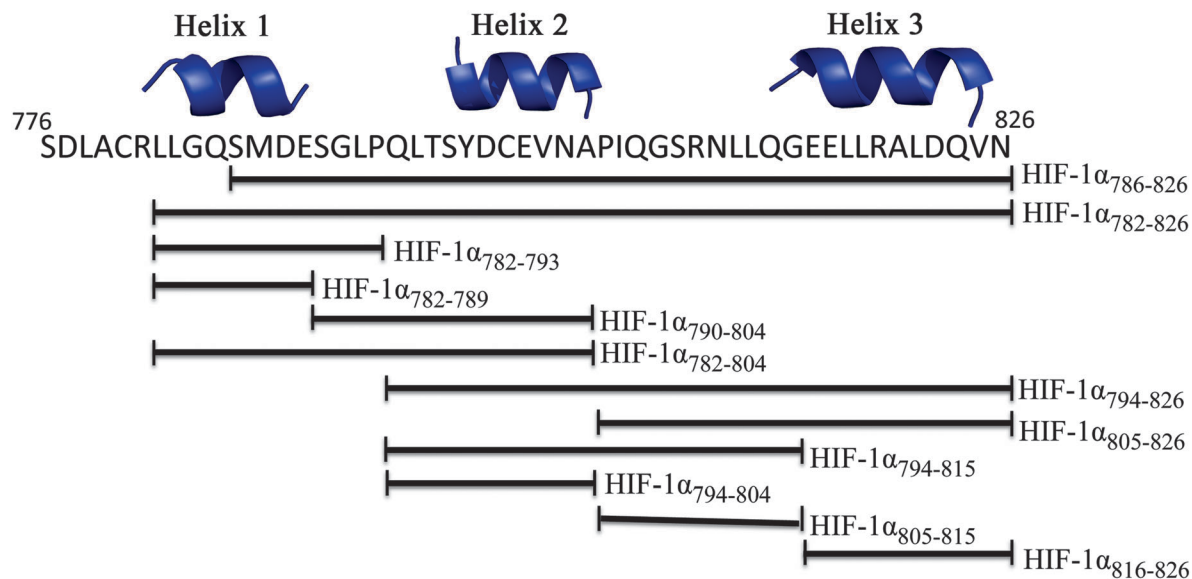 Helix 1 Helix 2 Helix 3
776 826
SDLACRLLGQSMDESGLPQLTSYDCEVNAPIQGSRNLLQGEELLRALDQVN
HIF-1α786-826
HIF-1α782-826
HIF-1α782-793
HIF-1α782-789
HIF-1α790-804
HIF-1α782-804
HIF-1α794-826
HIF-1α805-826
HIF-1α794-815
HIF-1α794-804
HIF-1α805-815
HIF-1α816-826